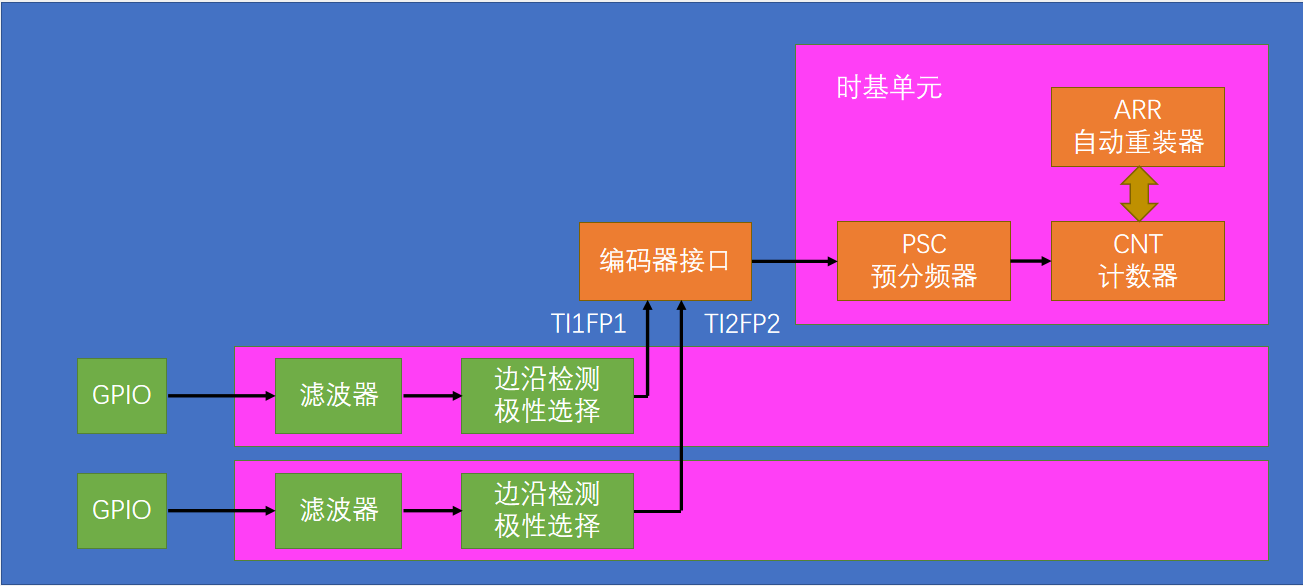 时基单元
ARR
自动重装器
编码器接口
PSC
预分频器
CNT
计数器
TI1FP1
TI2FP2
GPIO
滤波器
边沿检测
极性选择
GPIO
滤波器
边沿检测
极性选择